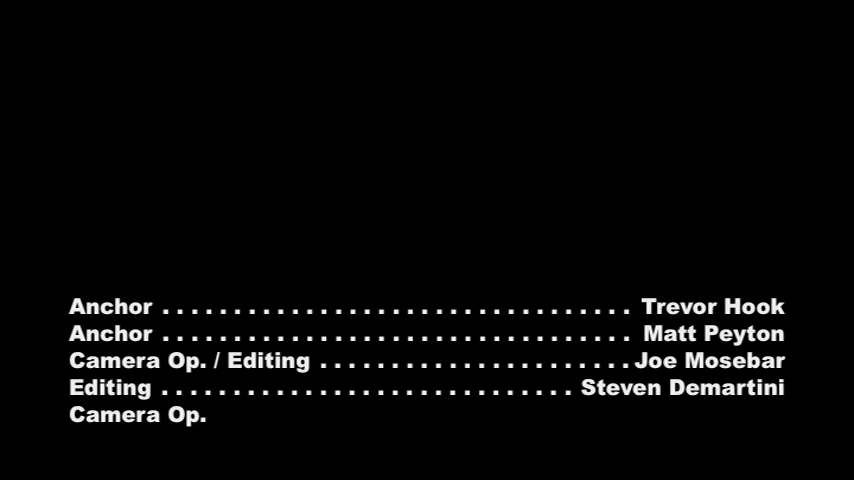 Anchor . . . . . . . . . . . . . . . . . . . . . . . . . . . . . . . . . Trevor Hook
Anchor . . . . . . . . . . . . . . . . . . . . . . . . . . . . . . . . . Matt Peyton
Camera Op. / Editing . . . . . . . . . . . . . . . . . . . . . . Joe Mosebar
Editing . . . . . . . . . . . . . . . . . . . . . . . . . . . . . Steven Demartini
Camera Op.